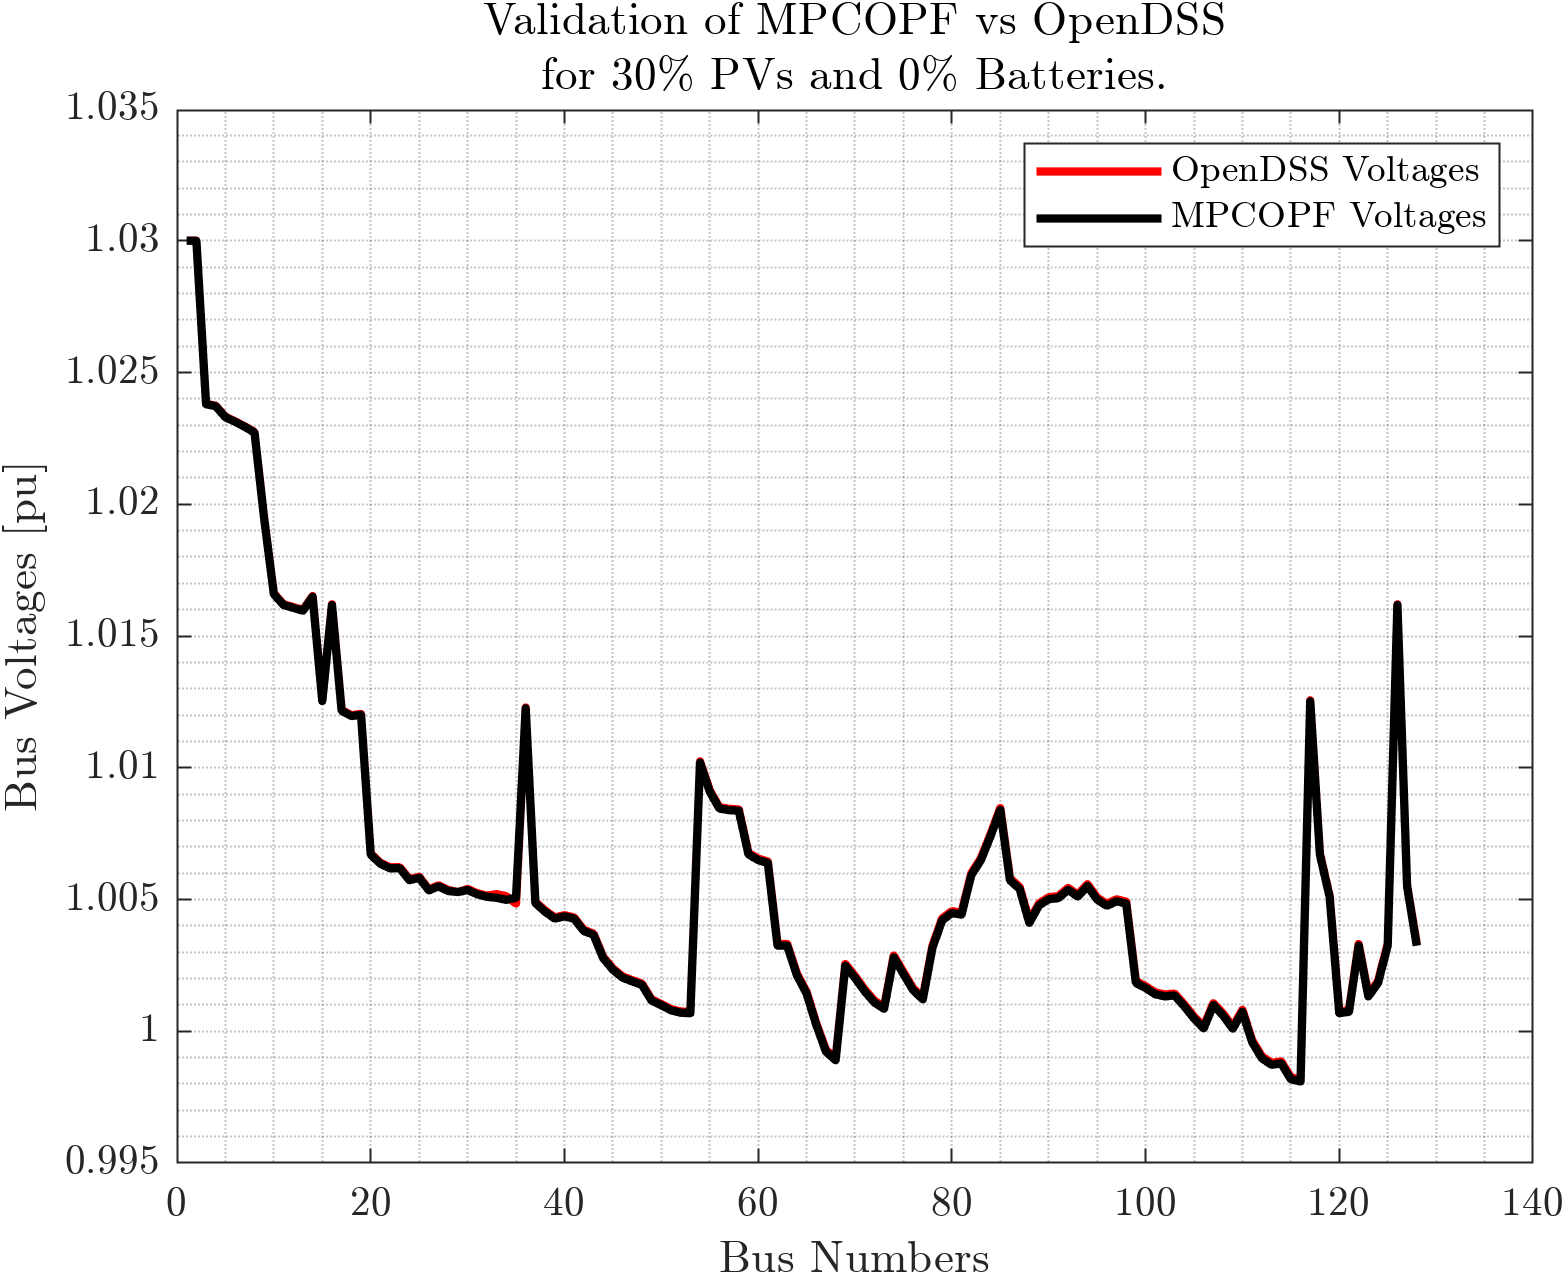 Validation of MPCOPF vs OpenDSS
for 30% PVs and 0% Batteries.
1.035
1.03
1.025
1.02
1.015
1.01
1.005
1
0.995
Bus Voltages [pu]
OpenDSS Voltages
MPCOPF Voltages
0 20 40 60 80 100 120 140
Bus Numbers